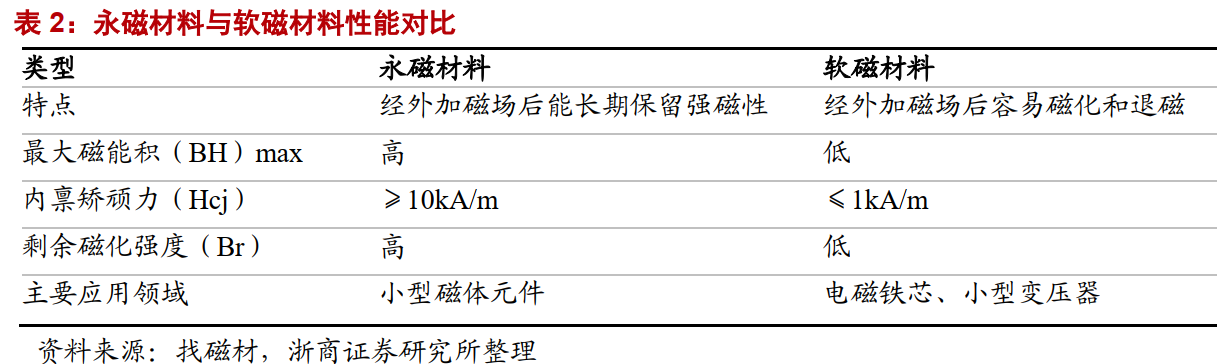 表 2：永磁材料与软磁材料性能对比
类型 永磁材料 软磁材料
特点 经外加磁场后能长期保留强磁性 经外加磁场后容易磁化和退磁
最大磁能积（BH）max 高 低
内禀矫顽力（Hcj） ≥10kA/m ≤1kA/m
剩余磁化强度（Br） 高 低
主要应用领域 小型磁体元件 电磁铁芯、小型变压器
资料来源：找磁材，浙商证券研究所整理